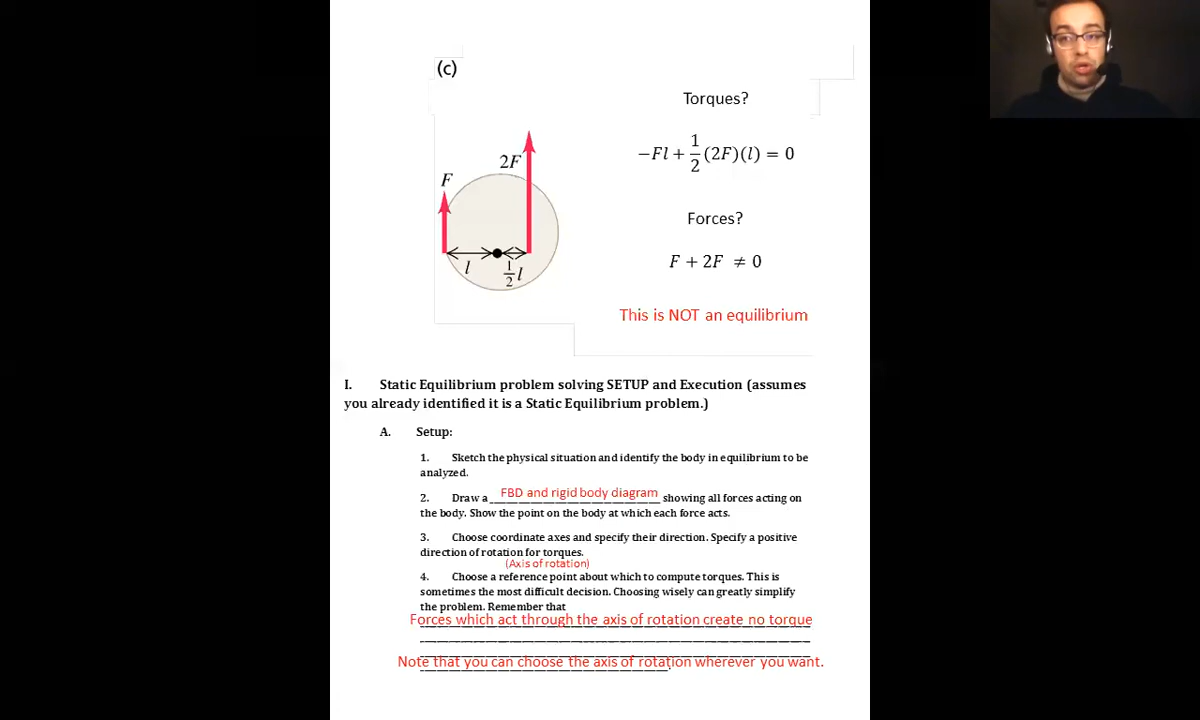 (c)
Torques?
−Fl + 1/2 (2F)(l) = 0
2F
F
Forces?
F + 2F ≠ 0
l
1/2 l
This is NOT an equilibrium
I. Static Equilibrium problem solving SETUP and Execution (assumes
you already identified it is a Static Equilibrium problem.)
A. Setup:
1. Sketch the physical situation and identify the body in equilibrium to be
analyzed.
2. Draw a FBD and rigid body diagram showing all forces acting on
the body. Show the point on the body at which each force acts.
3. Choose coordinate axes and specify their direction. Specify a positive
direction of rotation for torques.
(Axis of rotation)
4. Choose a reference point about which to compute torques. This is
sometimes the most difficult decision. Choosing wisely can greatly simplify
the problem. Remember that
Forces which act through the axis of rotation create no torque
Note that you can choose the axis of rotation wherever you want.